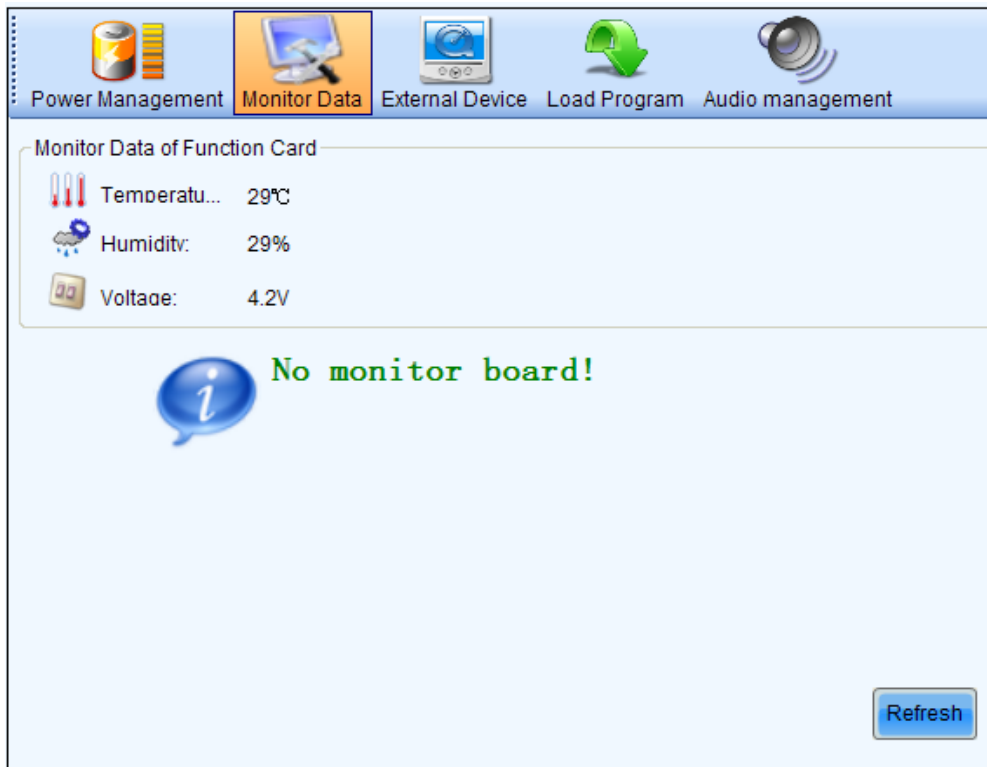 Power Management Monitor Data External Device Load Program Audio management
Monitor Data of Function Card
Temperatu... 29℃
Humidity: 29%
Voltage: 4.2V
No monitor board!
Refresh